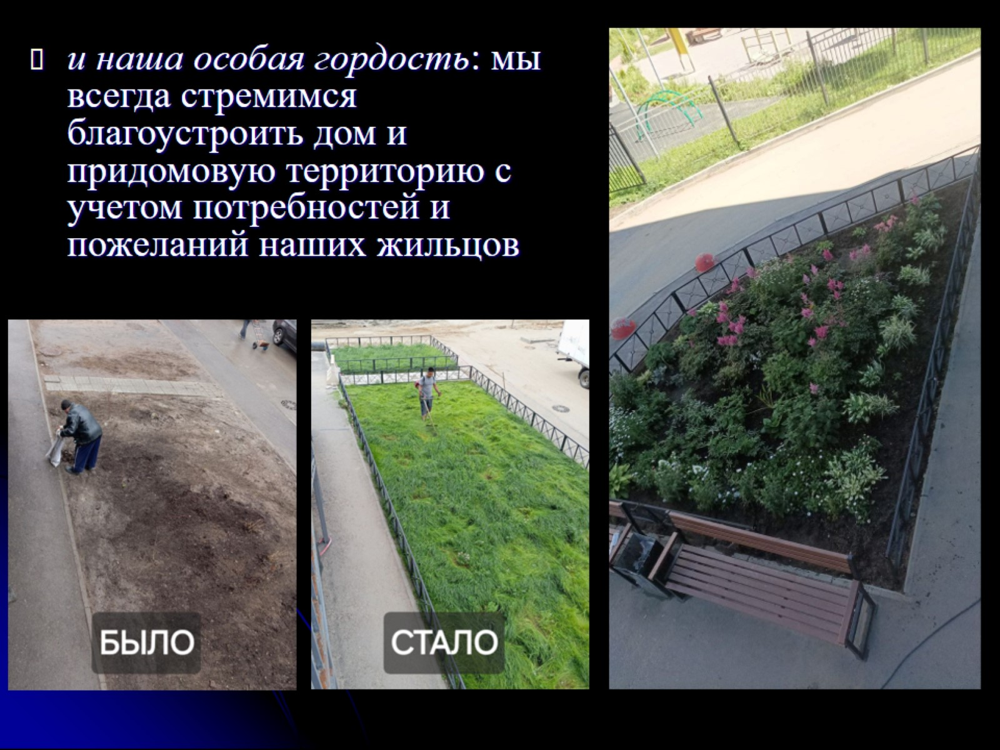 и наша особая гордость: мы
всегда стремимся
благоустроить дом и
придомовую территорию с
учетом потребностей и
пожеланий наших жильцов
БЫЛО
СТАЛО